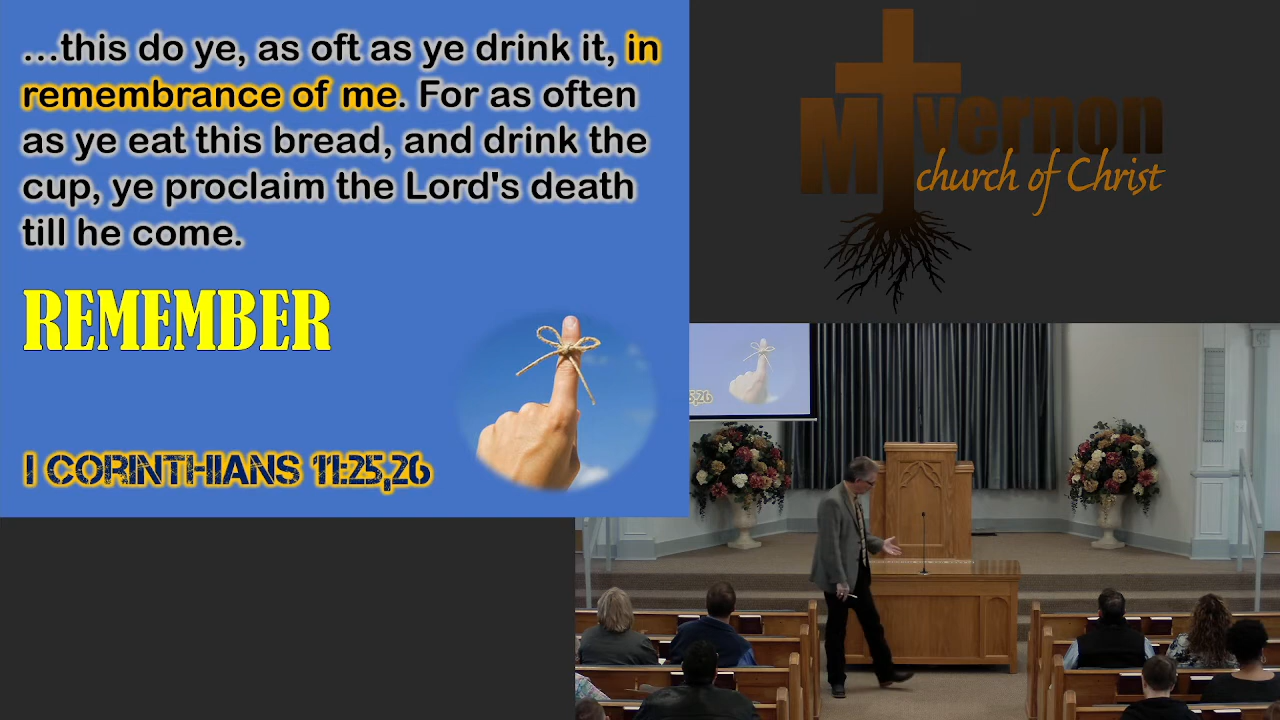 ...this do ye, as oft as ye drink it, in
remembrance of me. For as often
as ye eat this bread, and drink the
cup, ye proclaim the Lord's death
till he come.
REMEMBER
I CORINTHIANS 11:25,26
MT vernon
church of Christ
5,26